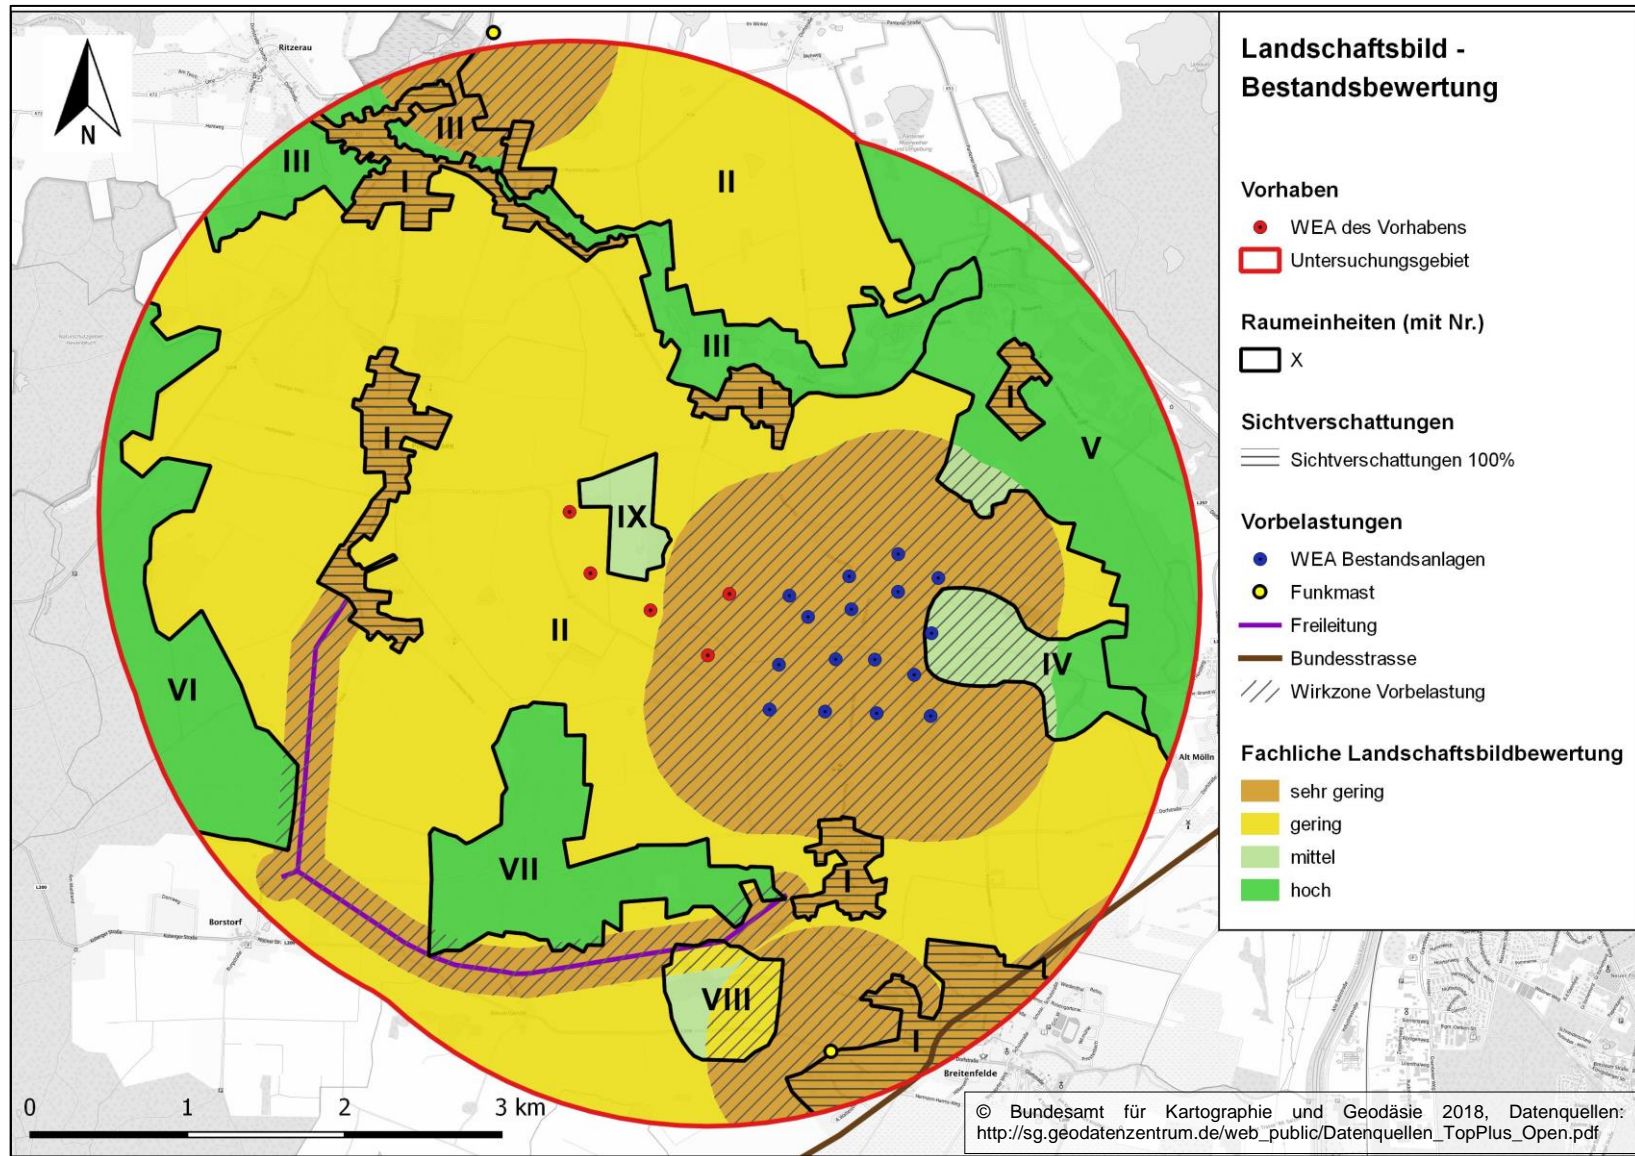 Landschaftsbild -
Bestandsbewertung
Vorhaben
WEA des Vorhabens
Untersuchungsgebiet
Raumeinheiten (mit Nr.)
X
Sichtverschattungen
Sichtverschattungen 100%
Vorbelastungen
WEA Bestandsanlagen
Funkmast
Freileitung
Bundesstrasse
Wirkzone Vorbelastung
Fachliche Landschaftsbildbewertung
sehr gering
gering
mittel
hoch
N
Ritzerau
III
III
I
II
III
I
I
V
I
IX
II
IV
VI
Alt Mölln
VII
I
Borstorf
VIII
I
Breitenfelde
0 1 2 3 km
© Bundesamt für Kartographie und Geodäsie 2018, Datenquellen:
http://sg.geodatenzentrum.de/web_public/Datenquellen_TopPlus_Open.pdf